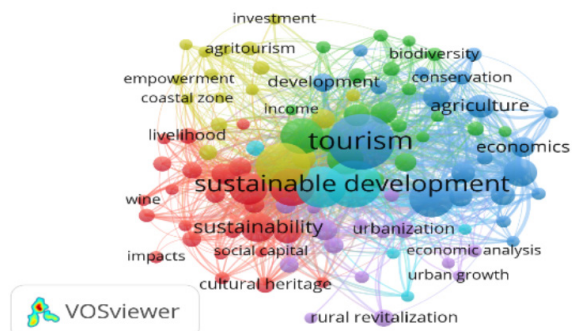 investment
agritourism
biodiversity
empowerment
development
conservation
coastal zone
income
agriculture
livelihood
tourism
economics
sustainable development
wine
sustainability
urbanization
impacts
social capital
economic analysis
cultural heritage
urban growth
rural revitalization
VOSviewer